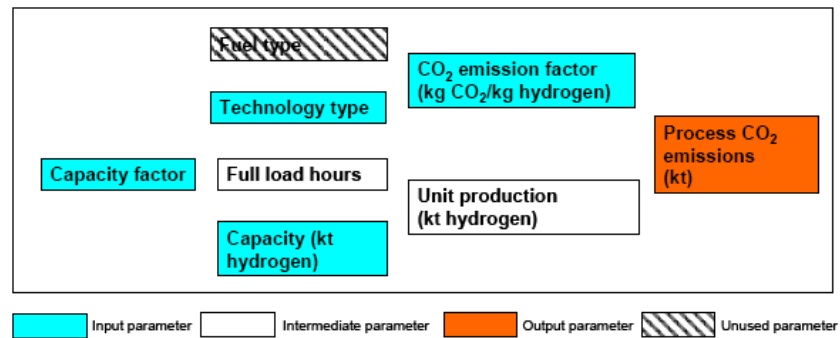 Fuel type
CO₂ emission factor
(kg CO₂/kg hydrogen)
Technology type
Process CO₂
emissions
(kt)
Capacity factor
Full load hours
Unit production
(kt hydrogen)
Capacity (kt
hydrogen)
Input parameter
Intermediate parameter
Output parameter
Unused parameter